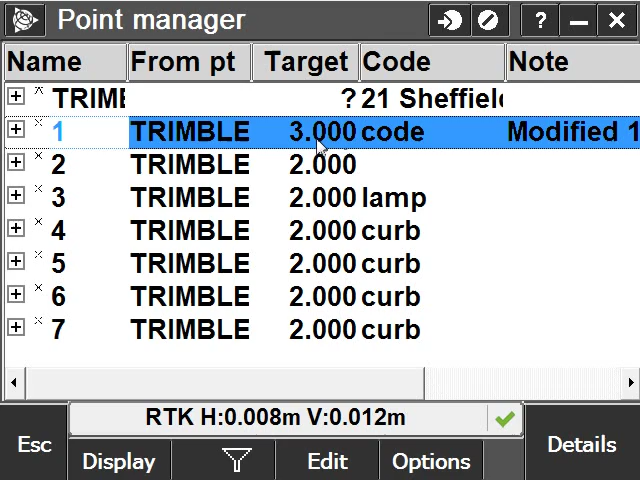 Point manager
?
Name From pt Target Code Note
TRIME ? 21 Sheffield
1 TRIMBLE 3.000 code Modified 1
2 TRIMBLE 2.000
3 TRIMBLE 2.000 lamp
4 TRIMBLE 2.000 curb
5 TRIMBLE 2.000 curb
6 TRIMBLE 2.000 curb
7 TRIMBLE 2.000 curb
RTK H:0.008m V:0.012m
Esc Display Edit Options Details